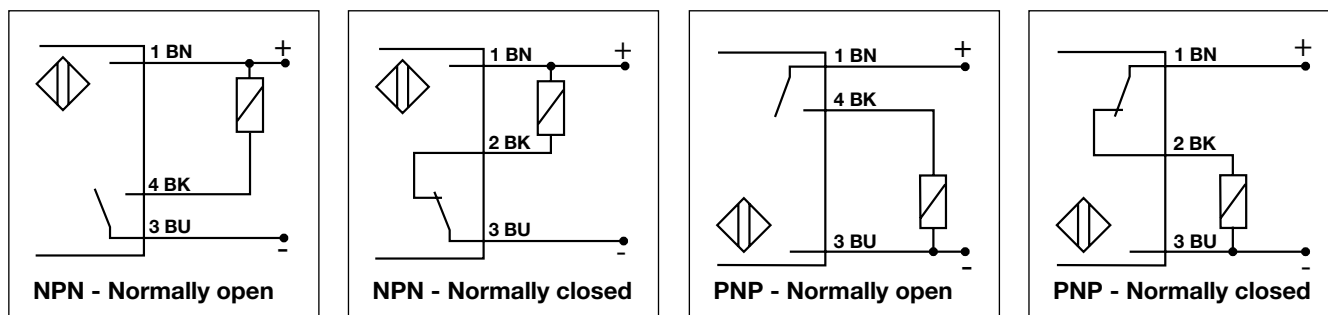 1 BN
+
4 BK
3 BU
-
NPN - Normally open
1 BN
+
2 BK
3 BU
-
NPN - Normally closed
1 BN
+
4 BK
3 BU
-
PNP - Normally open
1 BN
+
2 BK
3 BU
-
PNP - Normally closed